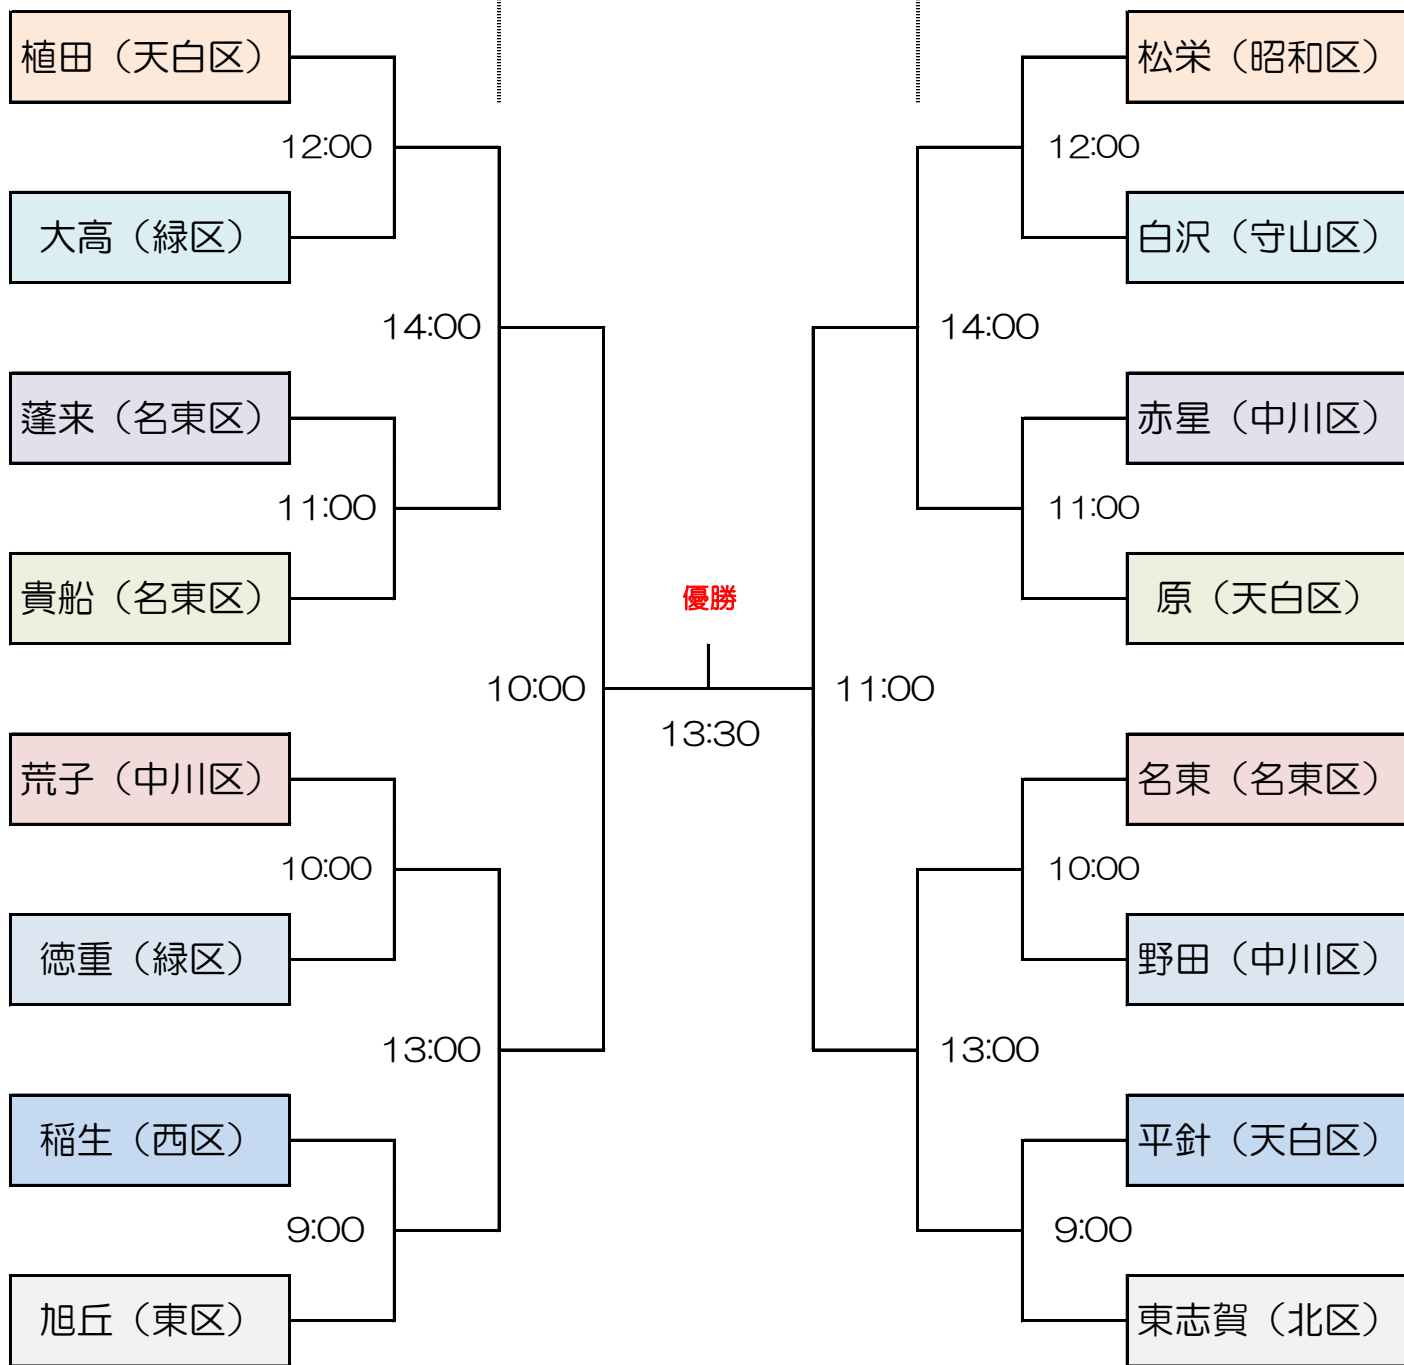 植田（天白区）
松栄（昭和区）
12:00
12:00
大高（緑区）
白沢（守山区）
14:00
14:00
蓬来（名東区）
赤星（中川区）
11:00
11:00
貴船（名東区）
優勝
原（天白区）
10:00
11:00
13:30
荒子（中川区）
名東（名東区）
10:00
10:00
徳重（緑区）
野田（中川区）
13:00
13:00
稲生（西区）
平針（天白区）
9:00
9:00
旭丘（東区）
東志賀（北区）